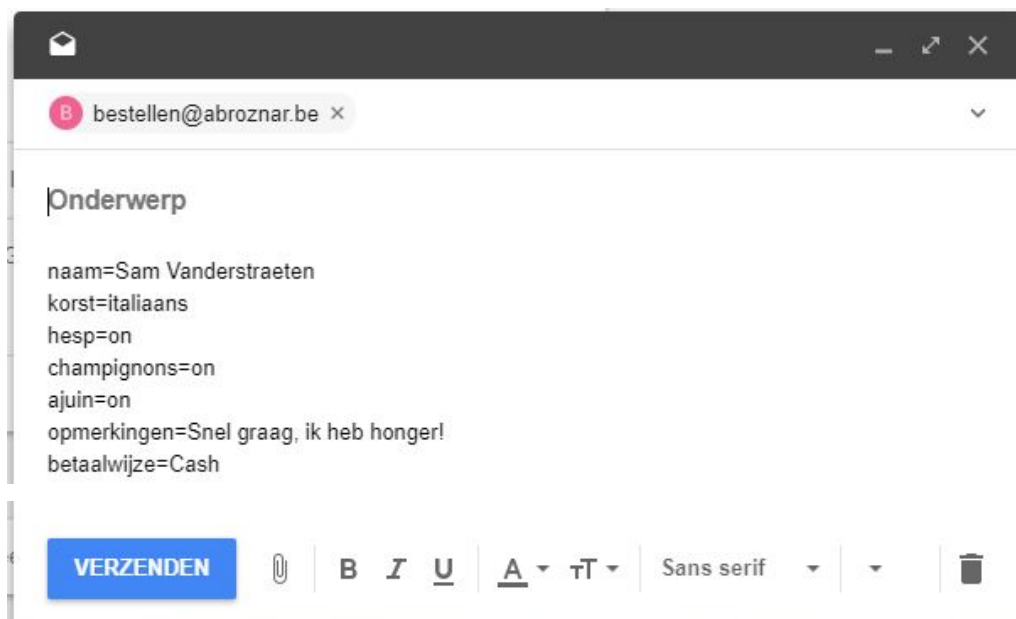 B bestellen@abroznar.be ×
Onderwerp
naam=Sam Vanderstraeten
korst=italiaans
hesp=on
champignons=on
ajuin=on
opmerkingen=Snel graag, ik heb honger!
betaalwijze=Cash
VERZENDEN B I U A TT Sans serif